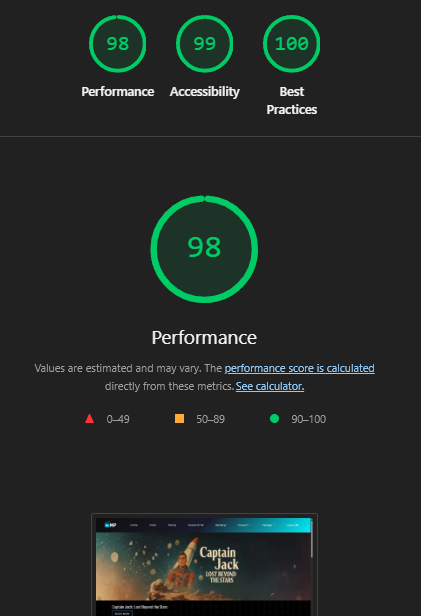 98
99
100
Performance
Accessibility
Best
Practices
98
Performance
Values are estimated and may vary. The performance score is calculated
directly from these metrics. See calculator.
0–49
50–89
90–100
Captain
Jack
LOST BEYOND
THE STARS
Captain Jack: Lost Beyond the Stars